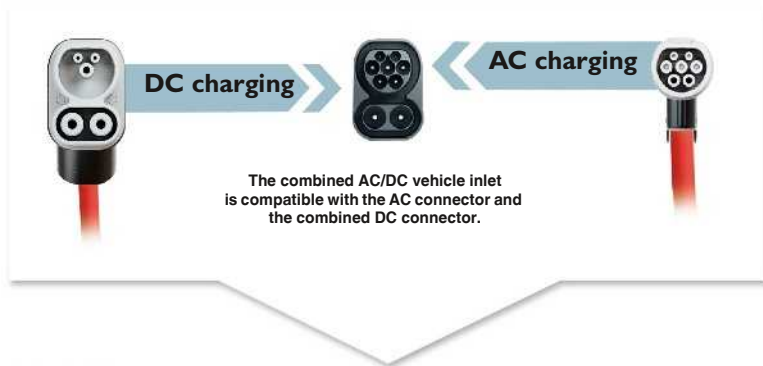 DC charging
AC charging
The combined AC/DC vehicle inlet
is compatible with the AC connector and
the combined DC connector.